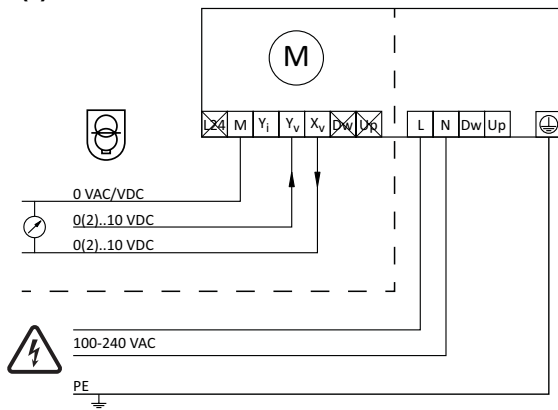 M
L24 M Yi Yv Xv Dw Up L N Dw Up
0 VAC/VDC
0(2)..10 VDC
0(2)..10 VDC
100-240 VAC
PE